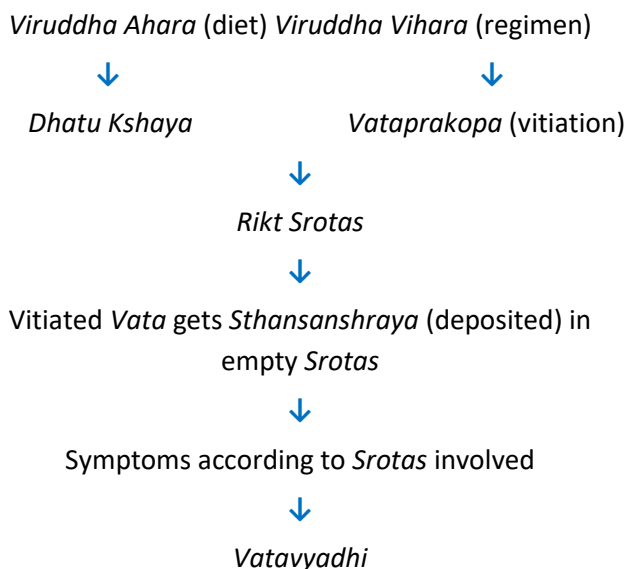 Viruddha Ahara (diet) Viruddha Vihara (regimen)
Dhatu Kshaya Vataprakopa (vitiation)
Rikt Srotas
Vitiated Vata gets Sthansanshraya (deposited) in
empty Srotas
Symptoms according to Srotas involved
Vatavyadhi